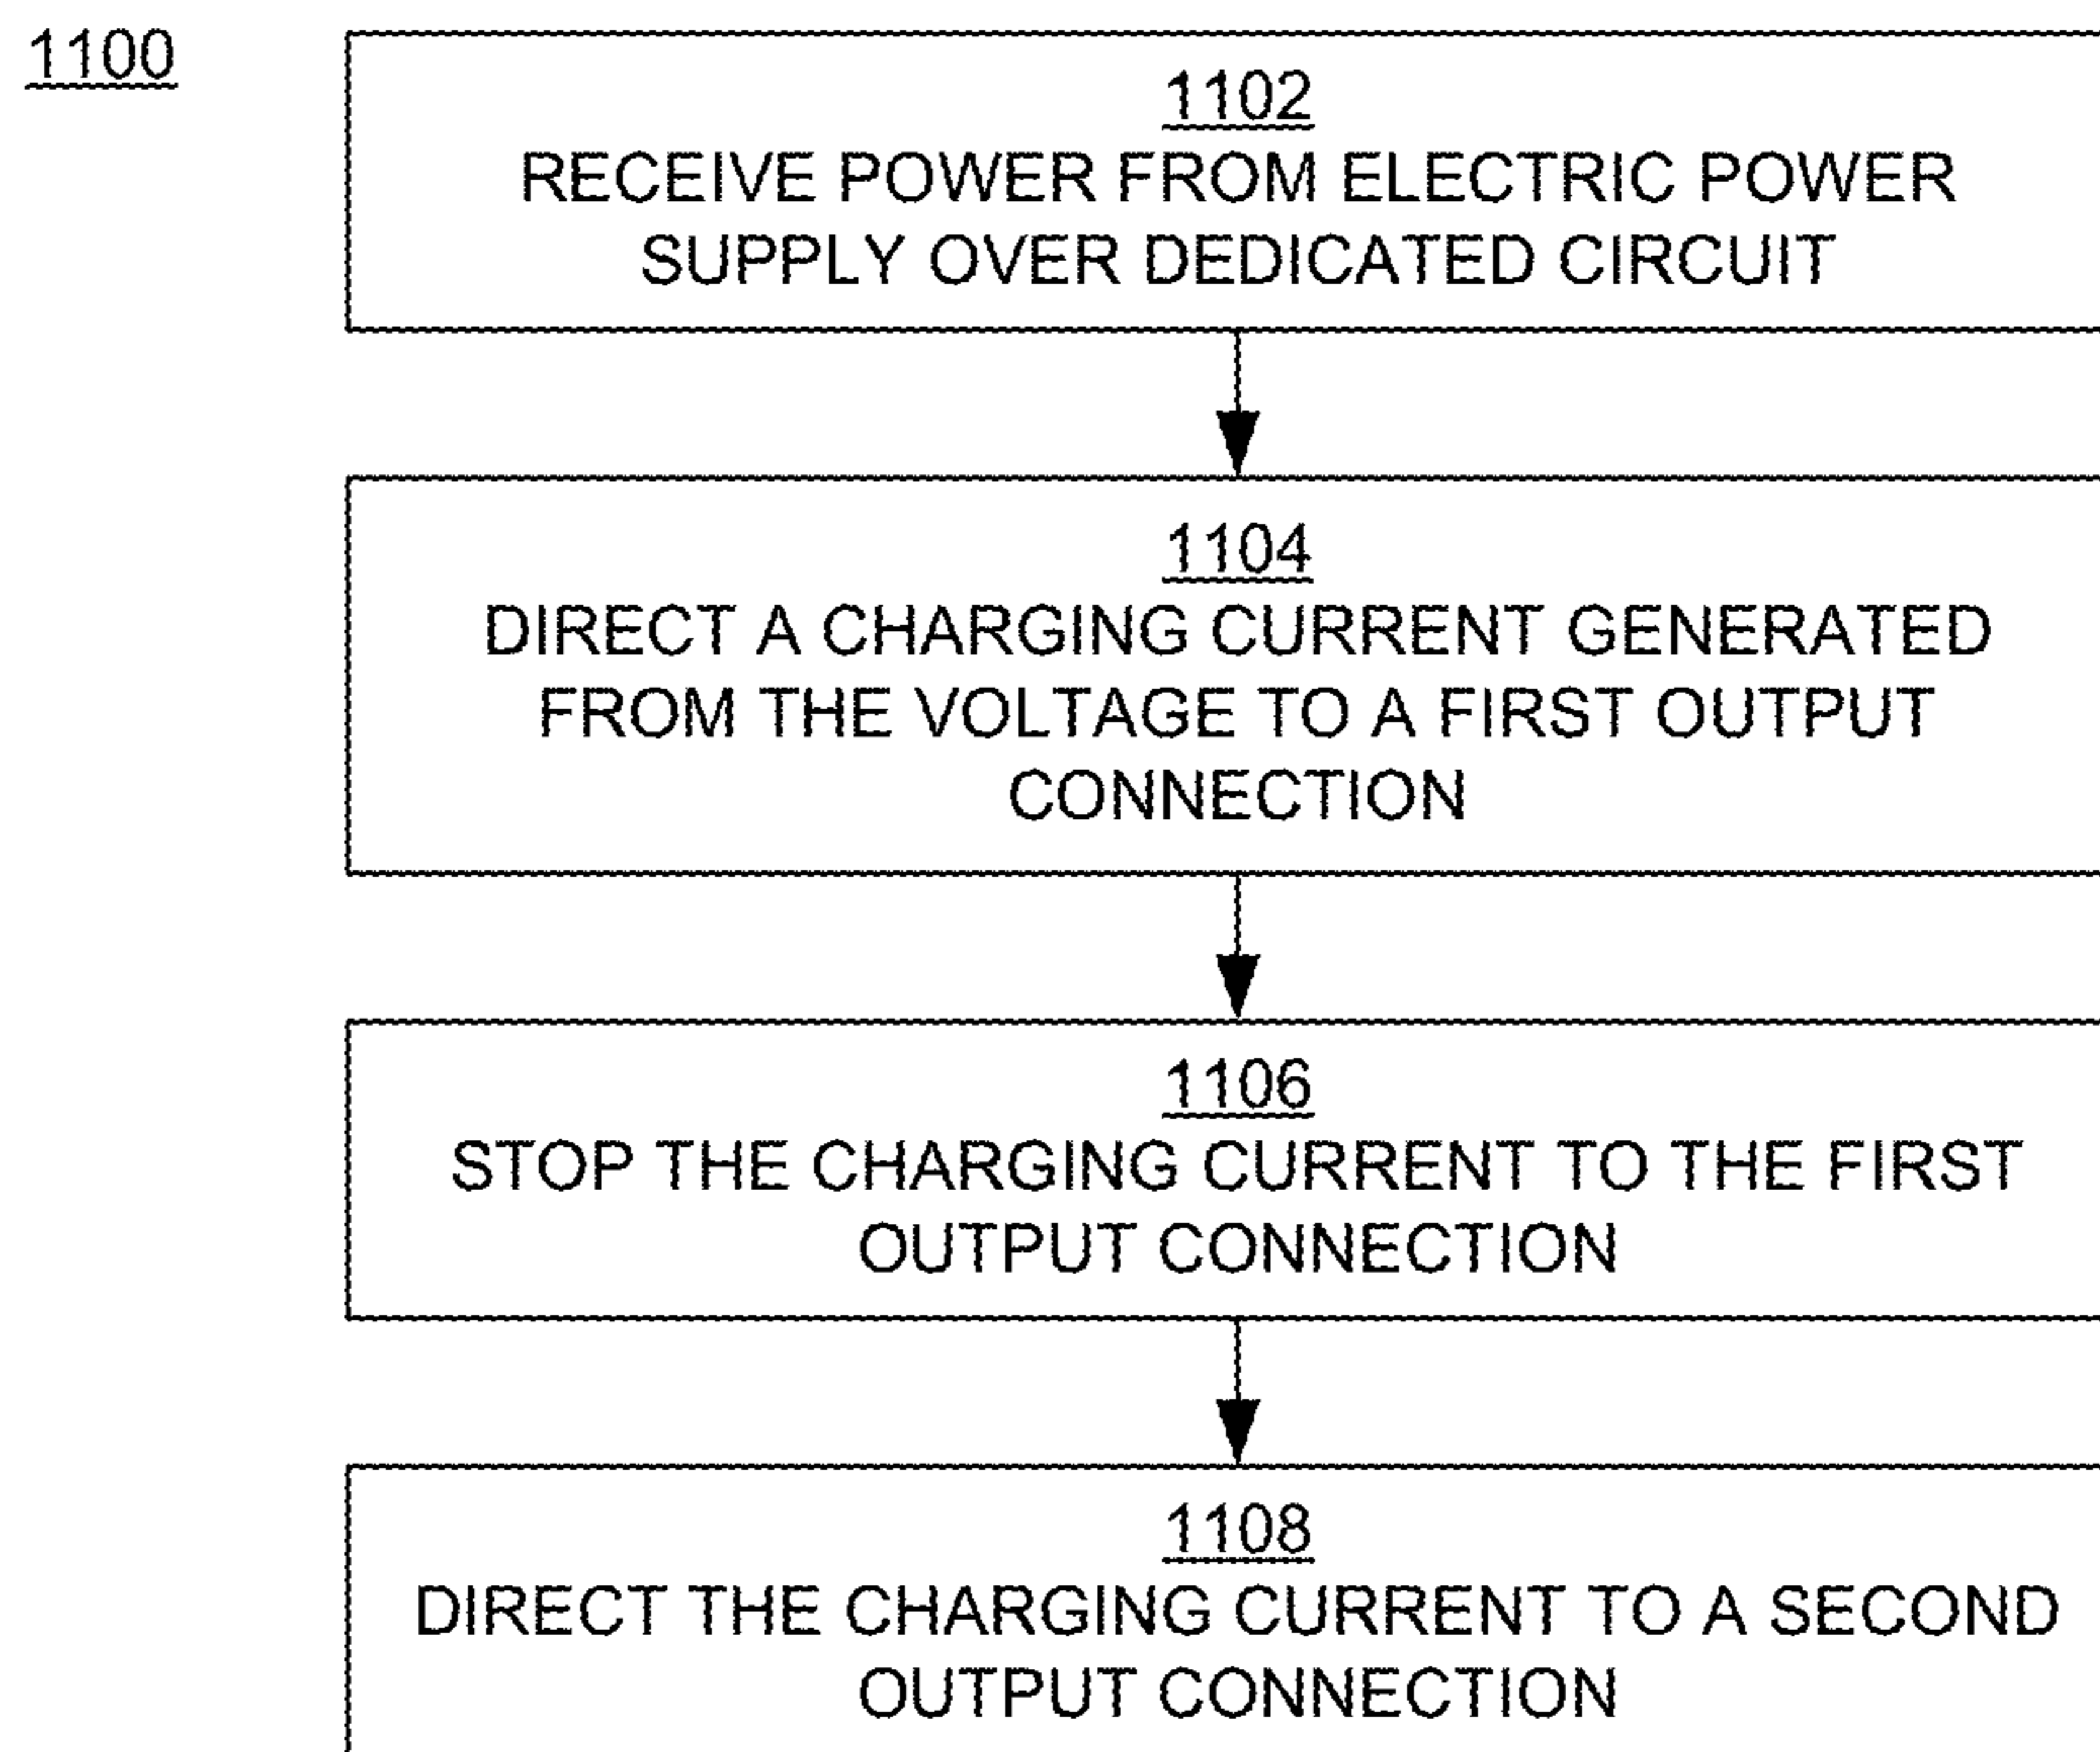 1100
1102
RECEIVE POWER FROM ELECTRIC POWER
SUPPLY OVER DEDICATED CIRCUIT
1104
DIRECT A CHARGING CURRENT GENERATED
FROM THE VOLTAGE TO A FIRST OUTPUT
CONNECTION
1106
STOP THE CHARGING CURRENT TO THE FIRST
OUTPUT CONNECTION
1108
DIRECT THE CHARGING CURRENT TO A SECOND
OUTPUT CONNECTION